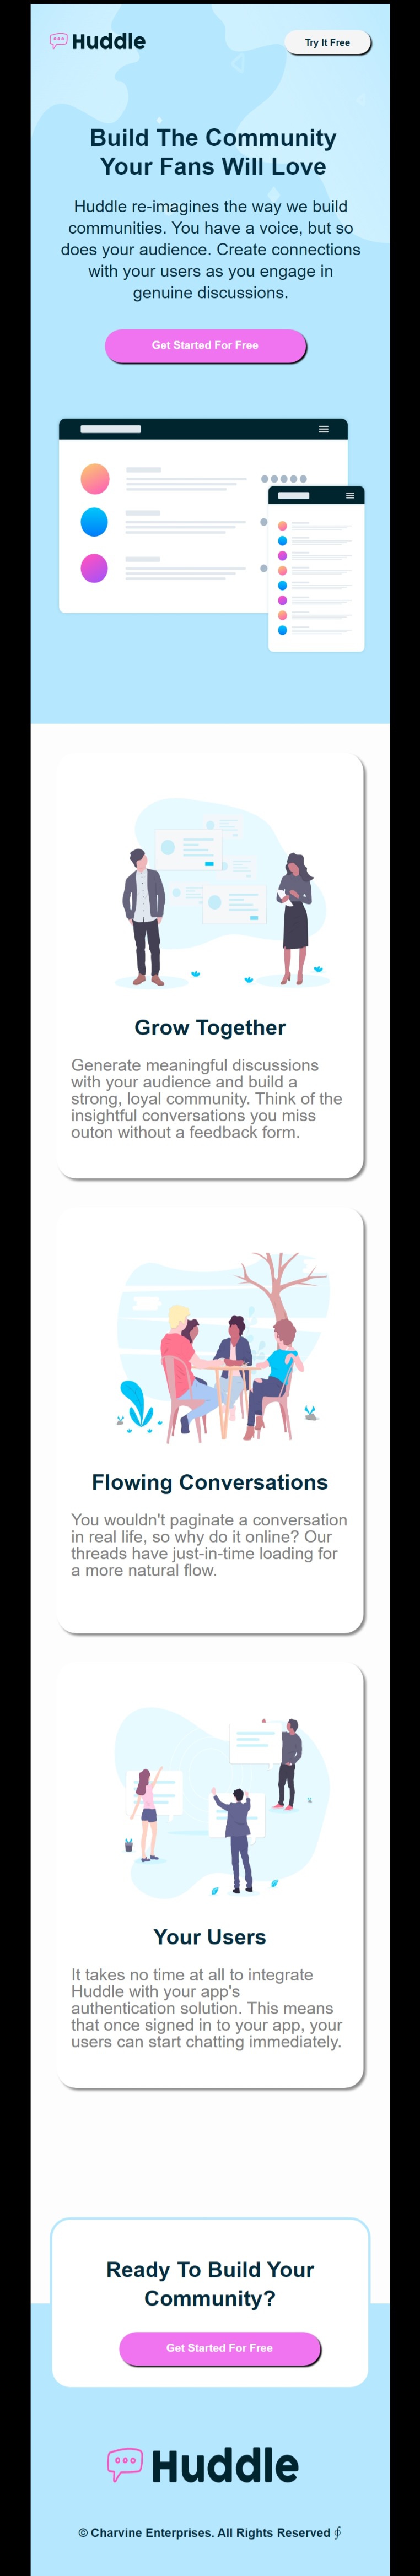 Huddle
Try It Free
Build The Community
Your Fans Will Love
Huddle re-imagines the way we build
communities. You have a voice, but so
does your audience. Create connections
with your users as you engage in
genuine discussions.
Get Started For Free
Grow Together
Generate meaningful discussions
with your audience and build a
strong, loyal community. Think of the
insightful conversations you miss
outon without a feedback form.
Flowing Conversations
You wouldn't paginate a conversation
in real life, so why do it online? Our
threads have just-in-time loading for
a more natural flow.
Your Users
It takes no time at all to integrate
Huddle with your app's
authentication solution. This means
that once signed in to your app, your
users can start chatting immediately.
Ready To Build Your
Community?
Get Started For Free
Huddle
© Charvine Enterprises. All Rights Reserved ∮